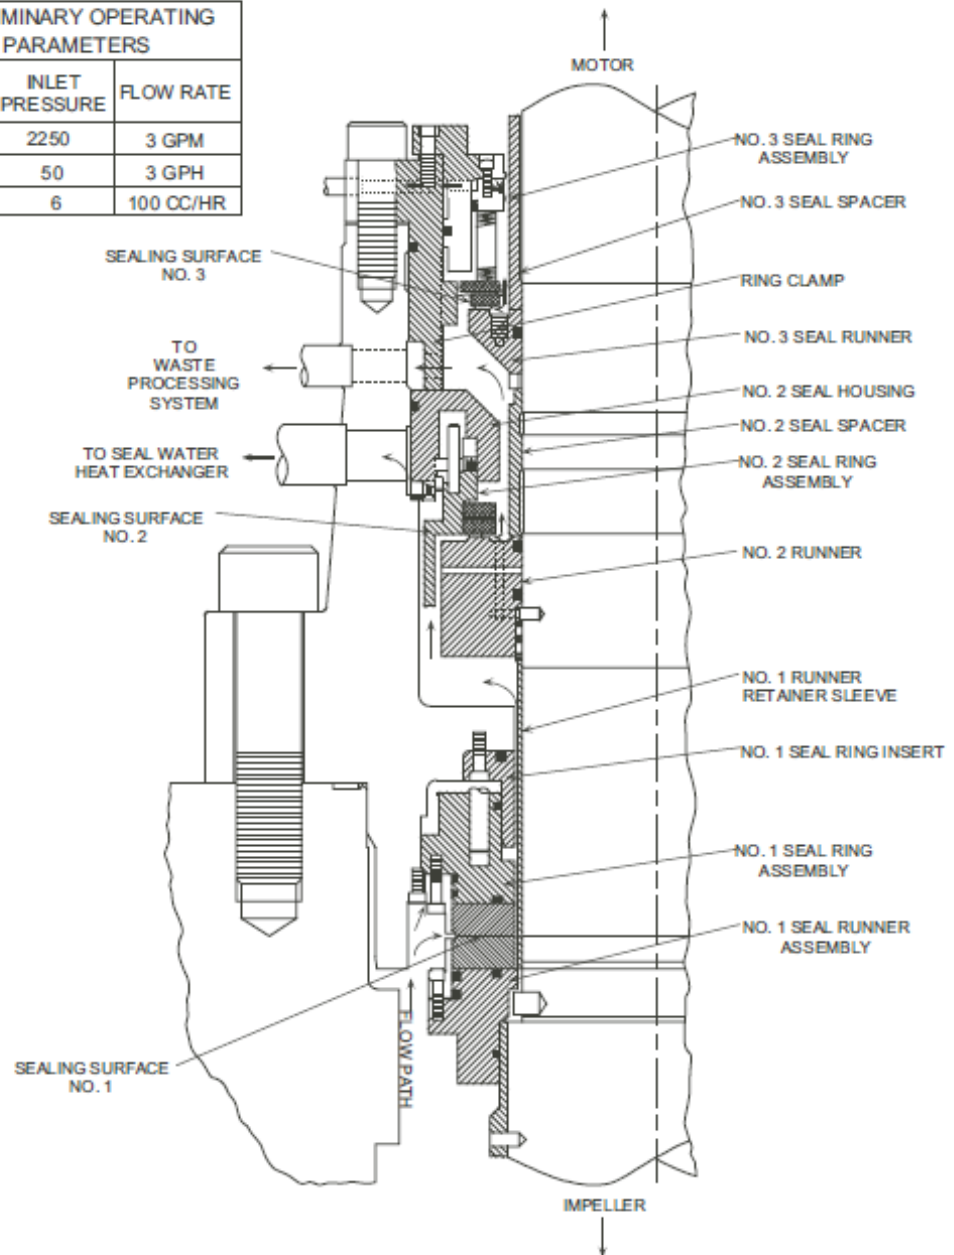 MINARY OPERATING
PARAMETERS
INLET
PRESSURE
FLOW RATE
2250
3 GPM
50
3 GPH
6
100 CC/HR
MOTOR
NO. 3 SEAL RING
ASSEMBLY
NO. 3 SEAL SPACER
SEALING SURFACE
NO. 3
RING CLAMP
NO. 3 SEAL RUNNER
TO
WASTE
PROCESSING
SYSTEM
NO. 2 SEAL HOUSING
NO. 2 SEAL SPACER
TO SEAL WATER
HEAT EXCHANGER
NO. 2 SEAL RING
ASSEMBLY
SEALING SURFACE
NO. 2
NO. 2 RUNNER
NO. 1 RUNNER
RETAINER SLEEVE
NO. 1 SEAL RING INSERT
NO. 1 SEAL RING
ASSEMBLY
NO. 1 SEAL RUNNER
ASSEMBLY
FLOW PATH
SEALING SURFACE
NO. 1
IMPELLER